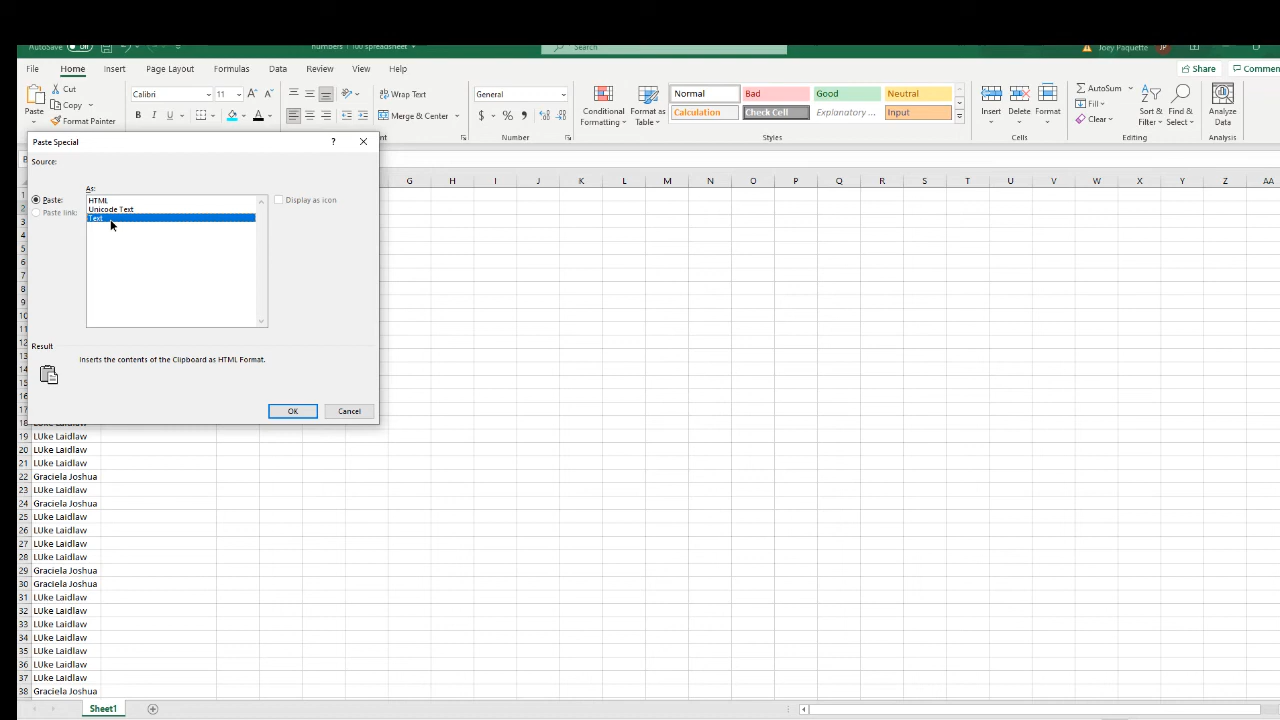 AutoSave Off numbers 1 100 spreadsheet Search Joey Paquette JP
File Home Insert Page Layout Formulas Data Review View Help Share Commen
Cut Calibri 11 A A Wrap Text General Normal Bad Good Neutral AutoSum
Copy Fill
Paste Format Painter B I U A Merge & Center $ % Conditional Formatting Format as Table Calculation Check Cell Explanatory ... Input Insert Delete Format Clear Sort & Filter Find & Select Analyze Data
Number Styles Cells Editing Analysis
Paste Special ? ×
Source:
G H I J K L M N O P Q R S T U V W X Y Z AA
As:
Paste: HTML Display as icon
Unicode Text
Paste link: Text
Result
Inserts the contents of the Clipboard as HTML Format.
OK Cancel
18 LUke Laidlaw
19 LUke Laidlaw
20 LUke Laidlaw
21 LUke Laidlaw
22 Graciela Joshua
23 LUke Laidlaw
24 Graciela Joshua
25 LUke Laidlaw
26 LUke Laidlaw
27 LUke Laidlaw
28 LUke Laidlaw
29 Graciela Joshua
30 Graciela Joshua
31 LUke Laidlaw
32 LUke Laidlaw
33 LUke Laidlaw
34 LUke Laidlaw
35 LUke Laidlaw
36 LUke Laidlaw
37 LUke Laidlaw
38 Graciela Joshua
Sheet1